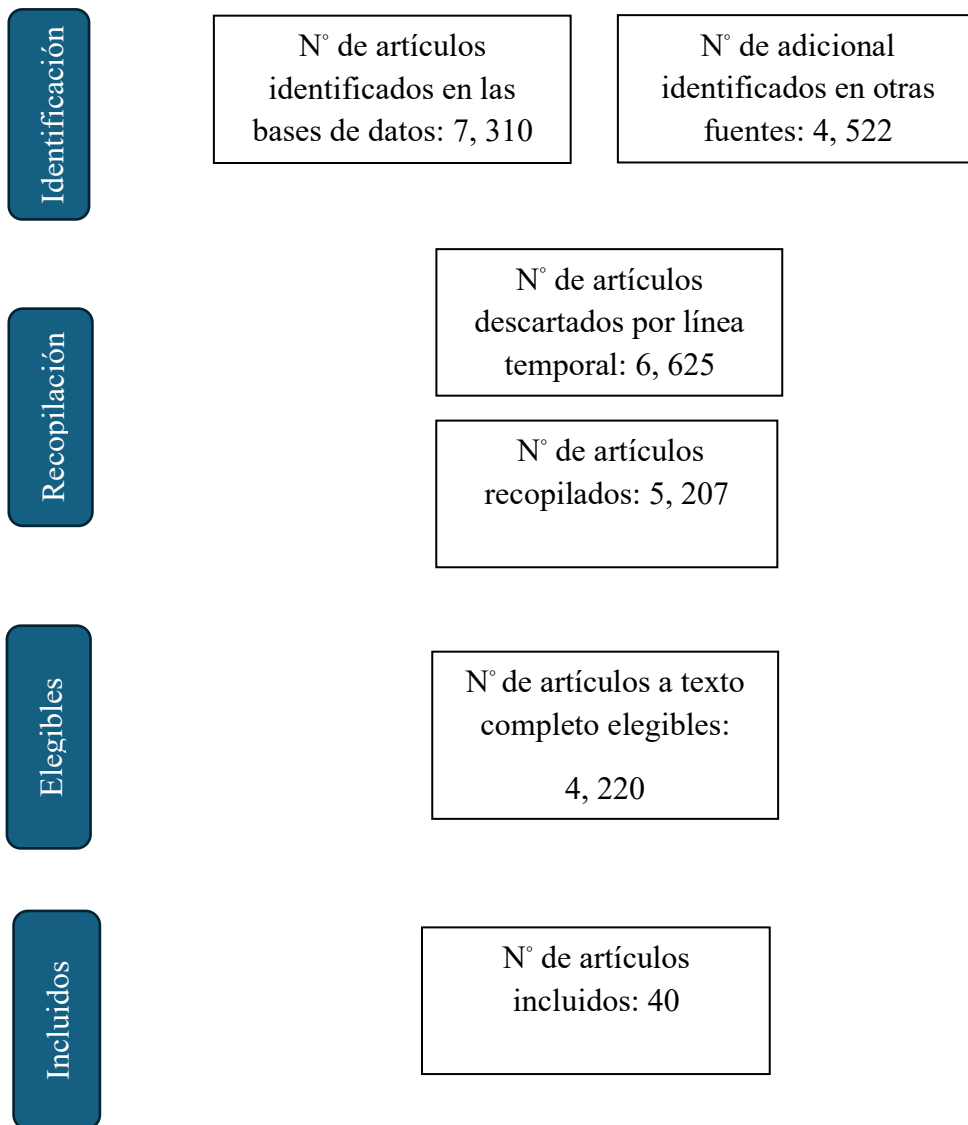 Identificación
N° de artículos
identificados en las
bases de datos: 7, 310
N° de adicional
identificados en otras
fuentes: 4, 522
Recopilación
N° de artículos
descartados por línea
temporal: 6, 625
N° de artículos
recopilados: 5, 207
Elegibles
N° de artículos a texto
completo elegibles:
4, 220
Incluidos
N° de artículos
incluidos: 40